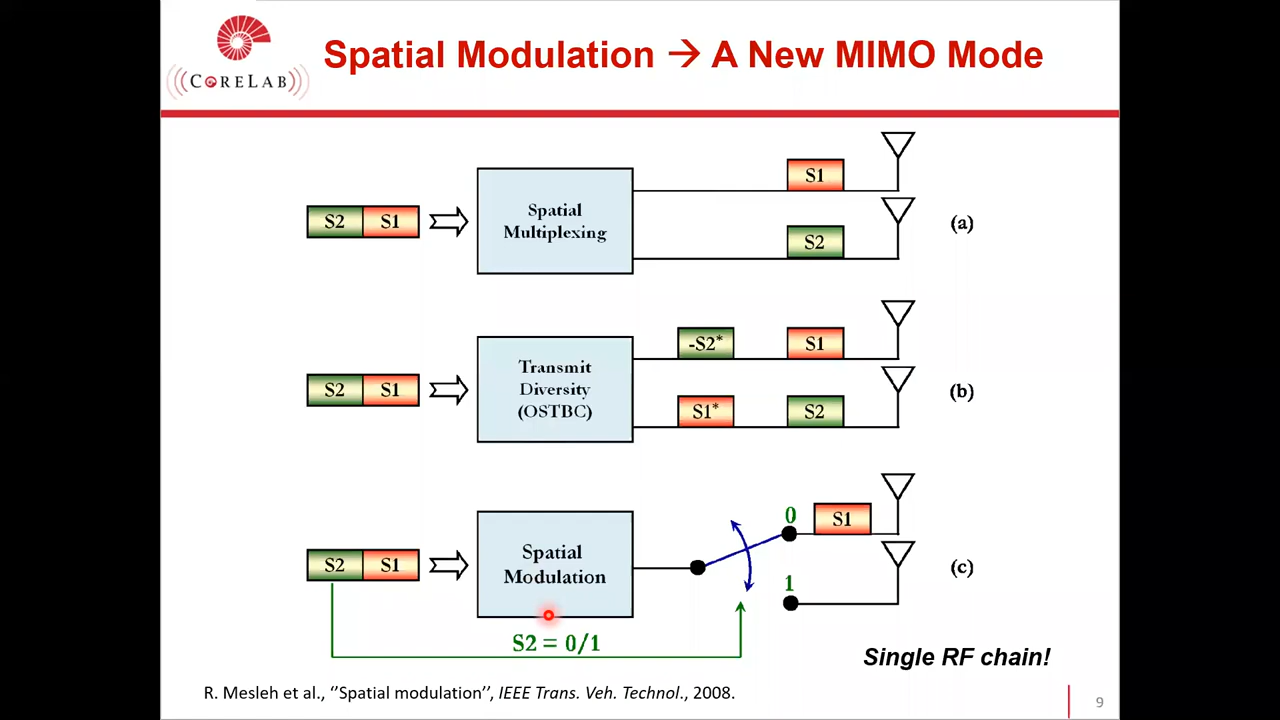 Spatial Modulation → A New MIMO Mode
CORELAB
S2 S1
Spatial
Multiplexing
S1
S2
(a)
S2 S1
Transmit
Diversity
(OSTBC)
-S2* S1
S1* S2
(b)
S2 S1
Spatial
Modulation
0 S1
1
(c)
S2 = 0/1
Single RF chain!
R. Mesleh et al., “Spatial modulation”, IEEE Trans. Veh. Technol., 2008.
9